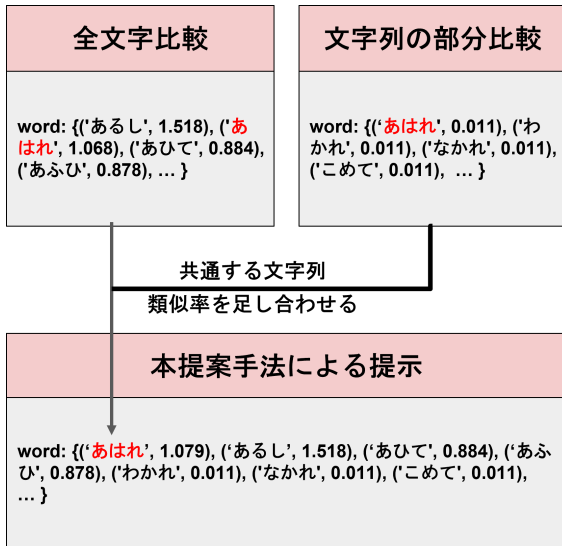 全文字比較
word: {('あるし', 1.518), ('あ
はれ', 1.068), ('あひて', 0.884),
('あふひ', 0.878), … }
文字列の部分比較
word: {(‘あはれ', 0.011), ('わ
かれ', 0.011), ('なかれ', 0.011),
('こめて', 0.011),  … }
共通する文字列
類似率を足し合わせる
本提案手法による提示
word: {(‘あはれ’, 1.079), (‘あるし’, 1.518), (‘あひて', 0.884), (‘あふ
ひ', 0.878), ('わかれ', 0.011), ('なかれ', 0.011), ('こめて', 0.011),
… }